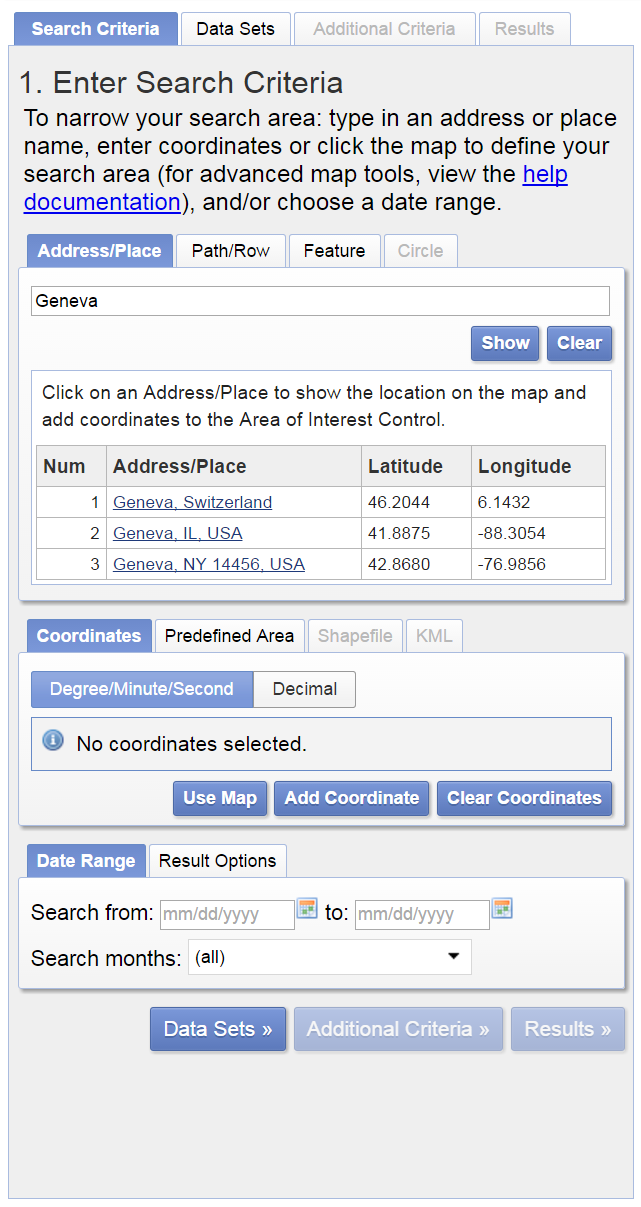 Search Criteria Data Sets Additional Criteria Results
1. Enter Search Criteria
To narrow your search area: type in an address or place
name, enter coordinates or click the map to define your
search area (for advanced map tools, view the help
documentation), and/or choose a date range.
Address/Place Path/Row Feature Circle
Geneva
Show Clear
Click on an Address/Place to show the location on the map and
add coordinates to the Area of Interest Control.
Num Address/Place Latitude Longitude
1 Geneva, Switzerland 46.2044 6.1432
2 Geneva, IL, USA 41.8875 -88.3054
3 Geneva, NY 14456, USA 42.8680 -76.9856
Coordinates Predefined Area Shapefile KML
Degree/Minute/Second Decimal
No coordinates selected.
Use Map Add Coordinate Clear Coordinates
Date Range Result Options
Search from: mm/dd/yyyy to: mm/dd/yyyy
Search months: (all)
Data Sets » Additional Criteria » Results »